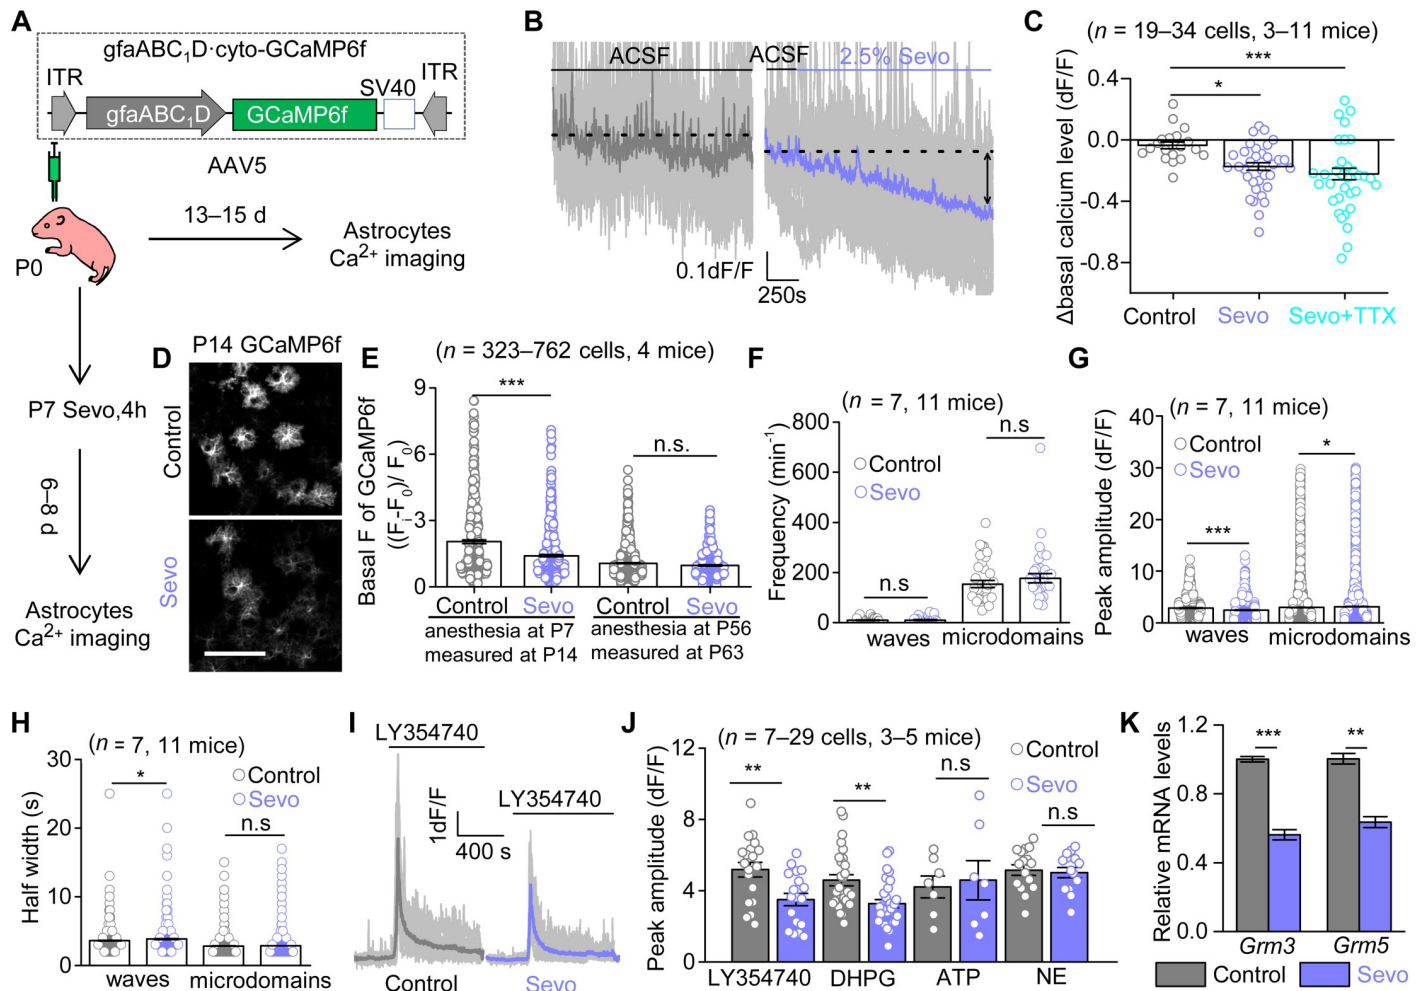 A
gfaABC1D·cyto-GCaMP6f
ITR
gfaABC1D
GCaMP6f
SV40
ITR
AAV5
P0
13–15 d
Astrocytes
Ca2+ imaging
P7 Sevo,4h
6–8 d
Astrocytes
Ca2+ imaging
B
ACSF
ACSF
2.5% Sevo
0.1dF/F
250s
C
(n = 19–34 cells, 3–11 mice)
Δbasal calcium level (dF/F)
0.4
0.0
-0.4
-0.8
***
*
Control
Sevo
Sevo+TTX
D
P14 GCaMP6f
Control
Sevo
E
(n = 323–762 cells, 4 mice)
Basal F of GCaMP6f
((Fi-F0)/ F0)
9
6
3
0
***
n.s.
Control
Sevo
Control
Sevo
anesthesia at P7
measured at P14
anesthesia at P56
measured at P63
F
(n = 7, 11 mice)
Frequency (min-1)
800
600
400
200
0
Control
Sevo
n.s
n.s
waves
microdomains
G
(n = 7, 11 mice)
Peak amplitude (dF/F)
40
30
20
10
0
Control
Sevo
***
*
waves
microdomains
H
(n = 7, 11 mice)
Half width (s)
30
20
10
0
*
Control
Sevo
n.s
waves
microdomains
I
LY354740
LY354740
1dF/F
400 s
Control
Sevo
J
(n = 7–29 cells, 3–5 mice)
Peak amplitude (dF/F)
12
8
4
0
**
**
n.s
n.s
Control
Sevo
LY354740
DHPG
ATP
NE
K
Relative mRNA levels
1.2
0.8
0.4
0.0
***
**
Grm3
Grm5
Control
Sevo